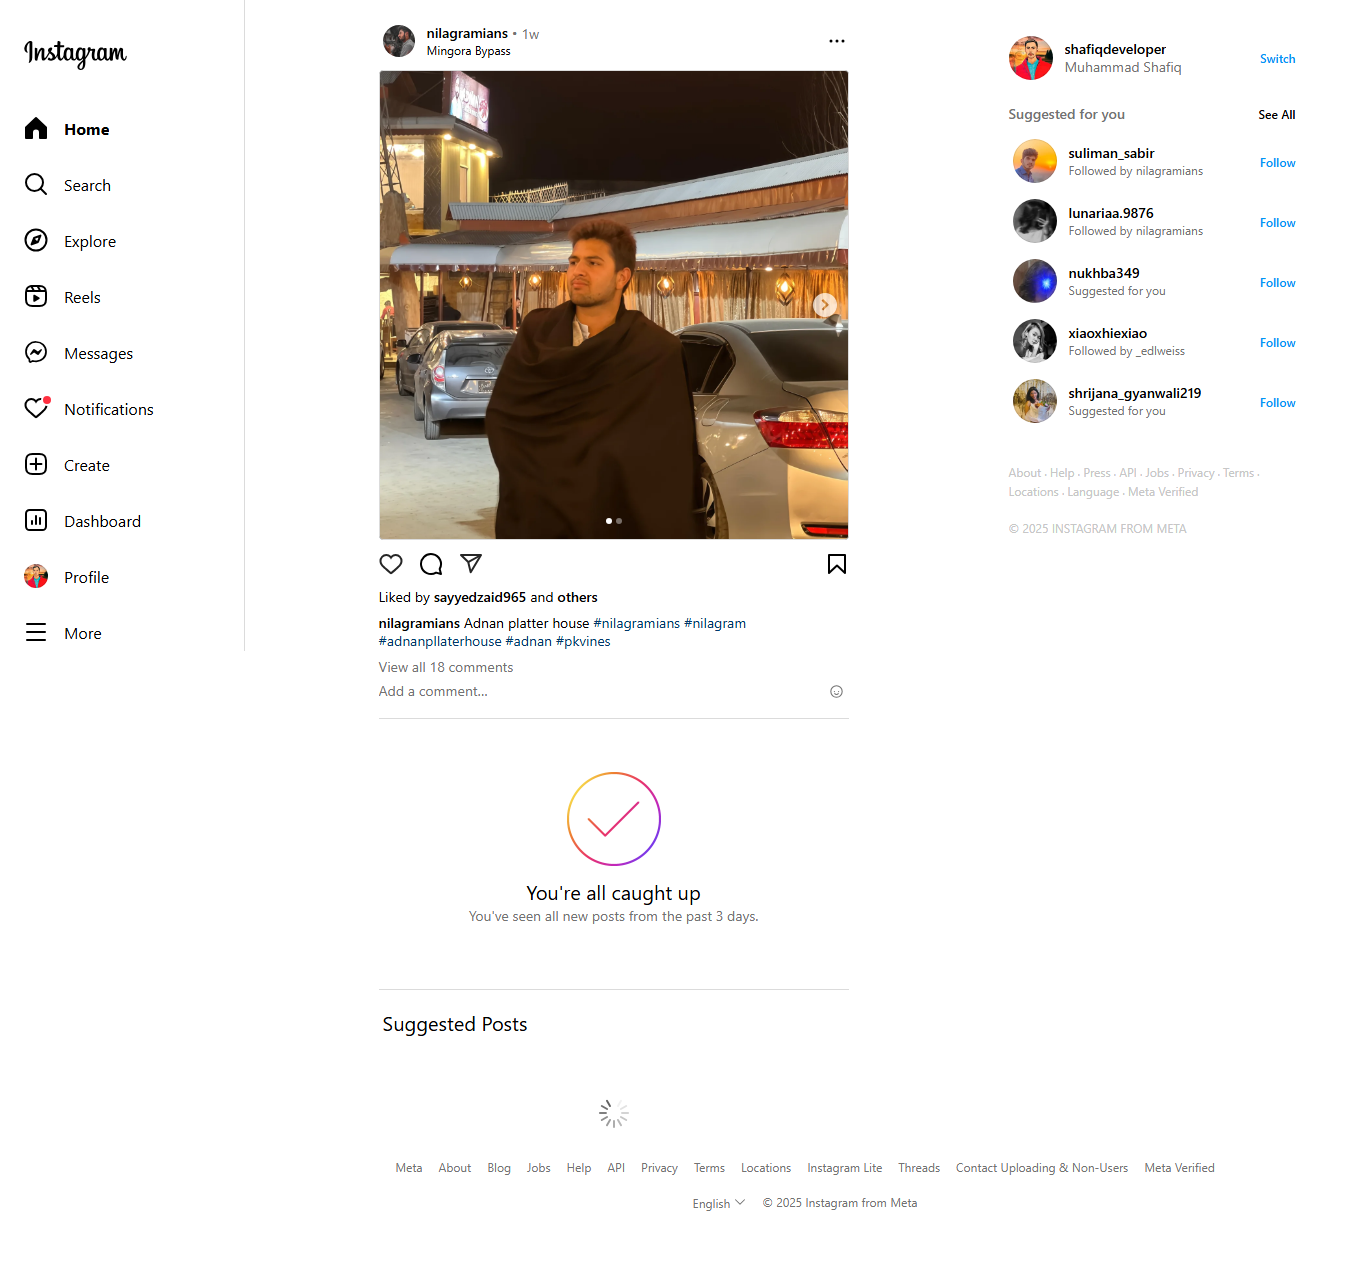 Instagram
Home
Search
Explore
Reels
Messages
Notifications
Create
Dashboard
Profile
More
nilagramians • 1w
Mingora Bypass
Liked by sayyedzaid965 and others
nilagramians Adnan platter house #nilagramians #nilagram
#adnanpllaterhouse #adnan #pkvines
View all 18 comments
Add a comment...
You're all caught up
You've seen all new posts from the past 3 days.
Suggested Posts
shafiqdeveloper
Muhammad Shafiq
Switch
Suggested for you
See All
suliman_sabir
Followed by nilagramians
Follow
lunariaa.9876
Followed by nilagramians
Follow
nukhba349
Suggested for you
Follow
xiaoxhiexiao
Followed by _edlweiss
Follow
shrijana_gyanwali219
Suggested for you
Follow
About · Help · Press · API · Jobs · Privacy · Terms ·
Locations · Language · Meta Verified
© 2025 INSTAGRAM FROM META
Meta About Blog Jobs Help API Privacy Terms Locations Instagram Lite Threads Contact Uploading & Non-Users Meta Verified
English © 2025 Instagram from Meta